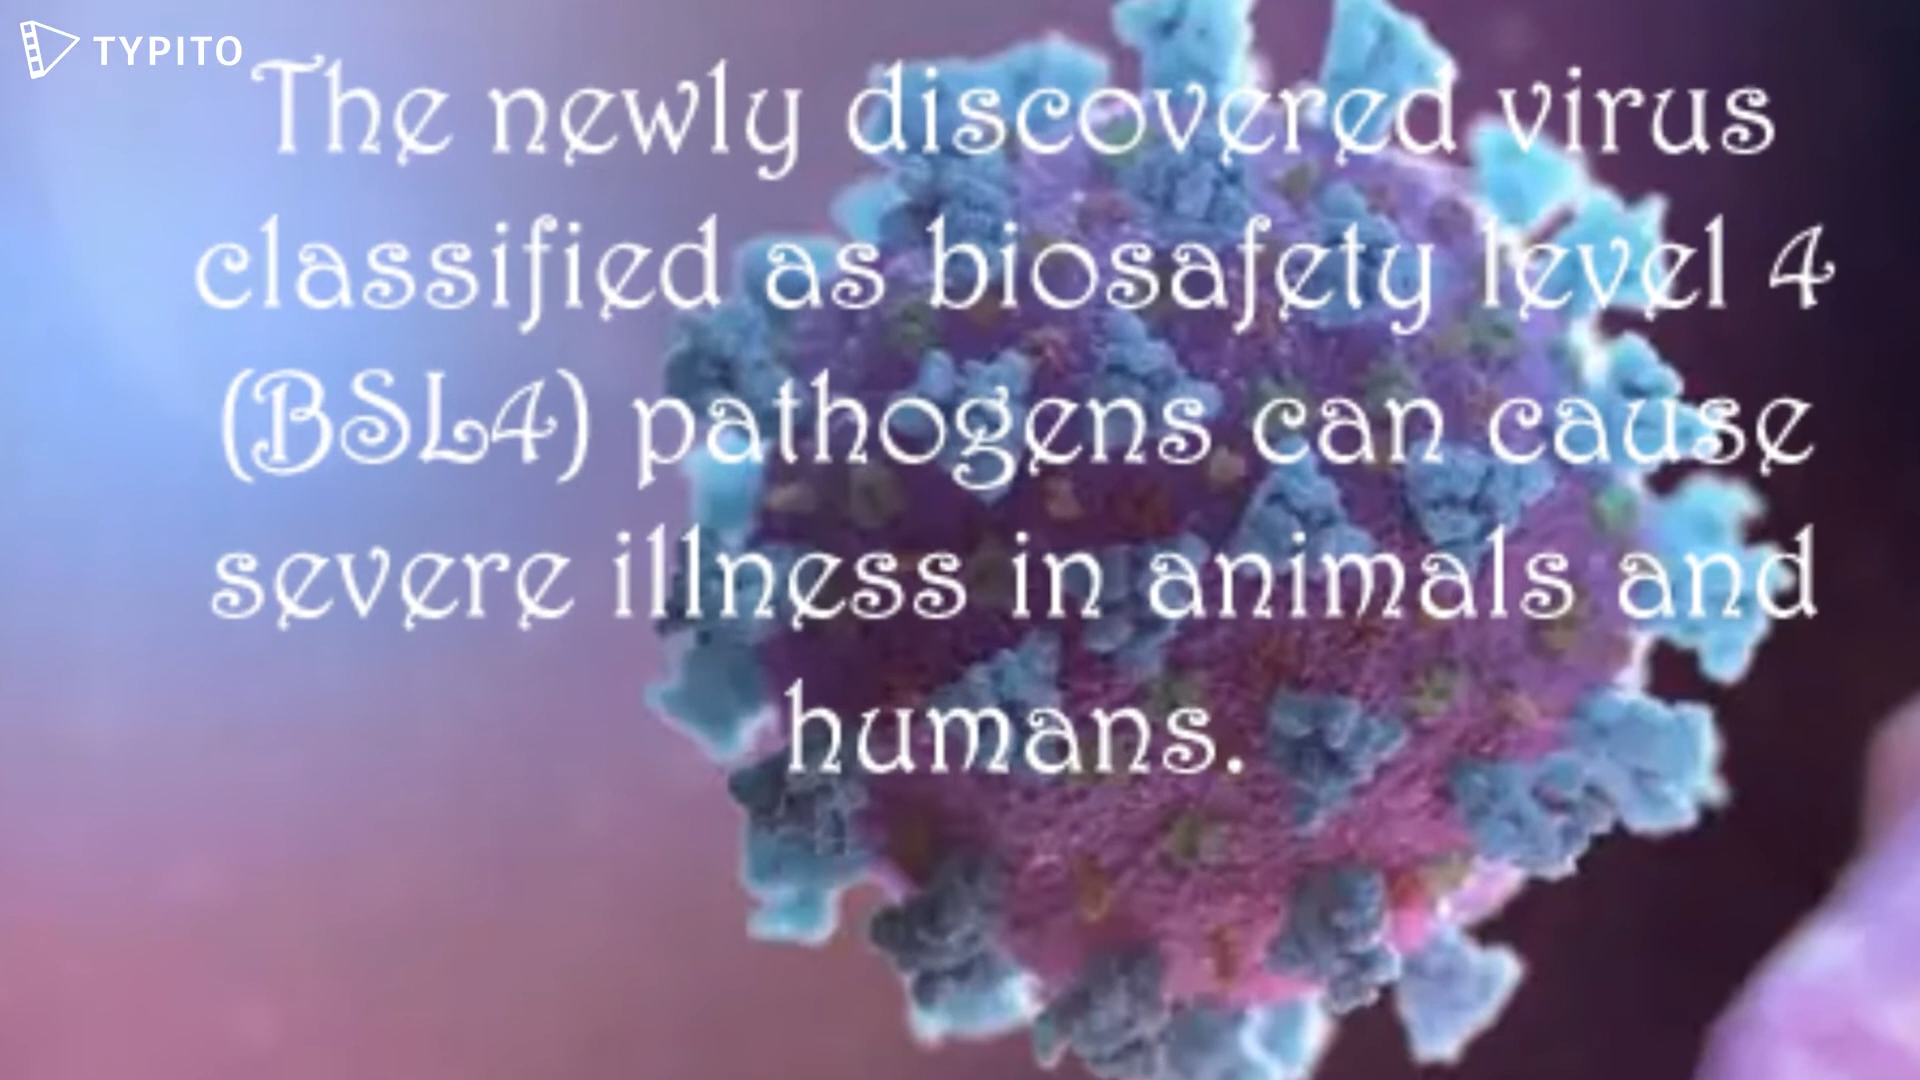 TYPITO
The newly discovered virus
classified as biosafety level 4
(BSL4) pathogens can cause
severe illness in animals and
humans.